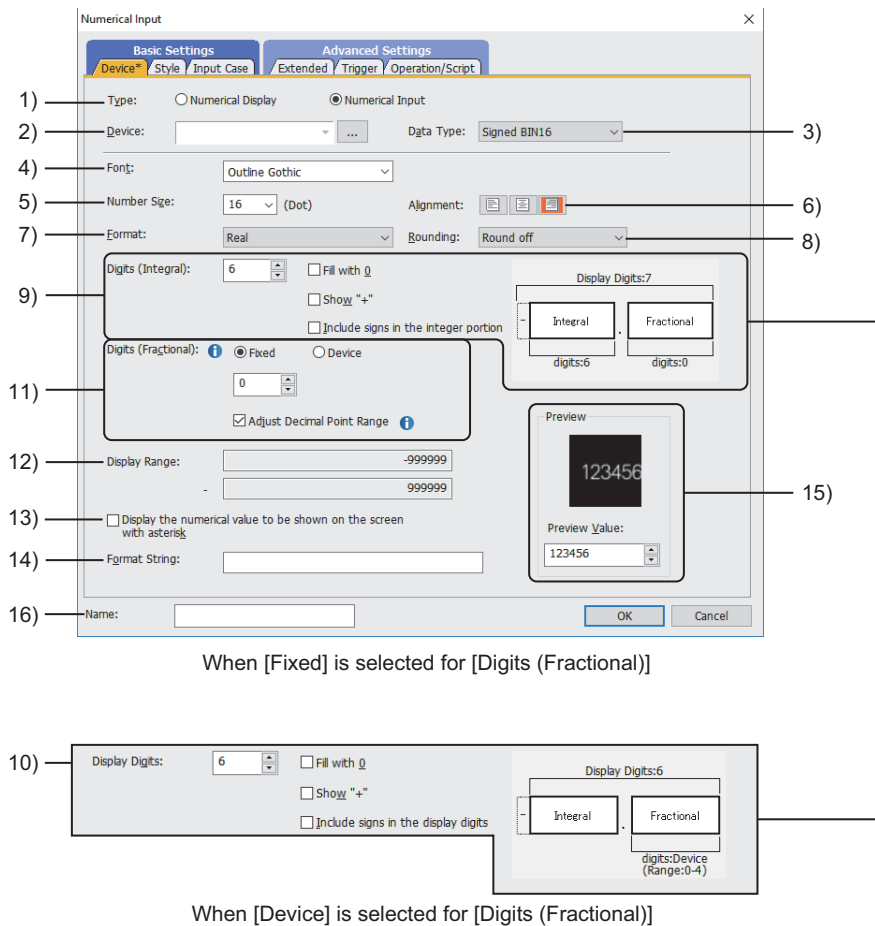 Numerical Input
Basic Settings Advanced Settings
Device* Style Input Case Extended Trigger Operation/Script
1) Type: Numerical Display Numerical Input
2) Device: ... Data Type: Signed BIN16 3)
4) Font: Outline Gothic
5) Number Size: 16 (Dot) Alignment: 6)
7) Format: Real Rounding: Round off 8)
9) Digits (Integral): 6 Fill with 0
Show "+"
Include signs in the integer portion
Display Digits:7
- Integral . Fractional
digits:6 digits:0
11) Digits (Fractional): Fixed Device
0
Adjust Decimal Point Range
12) Display Range: -999999
- 999999
13) Display the numerical value to be shown on the screen
with asterisk
14) Format String:
Preview
123456
15)
Preview Value:
123456
16) Name: OK Cancel
When [Fixed] is selected for [Digits (Fractional)]
10) Display Digits: 6 Fill with 0
Show "+"
Include signs in the display digits
Display Digits:6
- Integral . Fractional
digits:Device
(Range:0-4)
When [Device] is selected for [Digits (Fractional)]